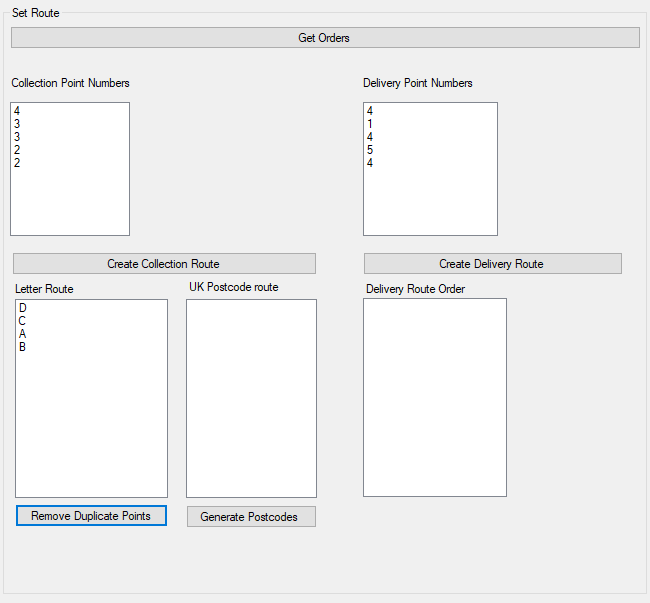 Set Route
Get Orders
Collection Point Numbers
4
3
3
2
2
Delivery Point Numbers
4
1
4
5
4
Create Collection Route
Create Delivery Route
Letter Route
D
C
A
B
UK Postcode route
Delivery Route Order
Remove Duplicate Points
Generate Postcodes